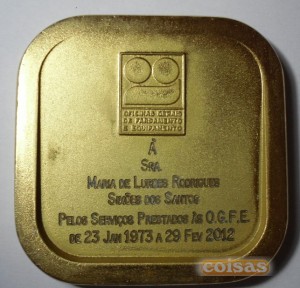 OFICINAS GERAIS
DE FARDAMENTO
E EQUIPAMENTO
À
SRA.
MARIA DE LURDES RODRIGUES
SIMÕES DOS SANTOS
PELOS SERVIÇOS PRESTADOS ÀS O.G.F.E.
DE 23 JAN 1973 A 29 FEV 2012
coisas